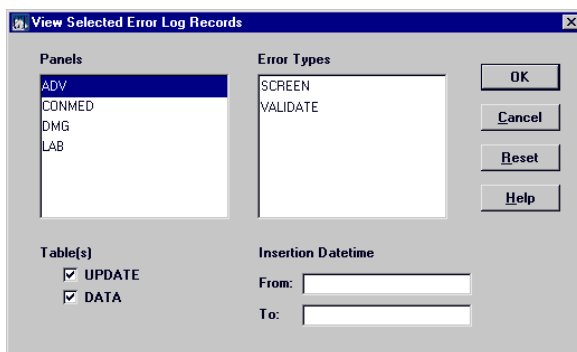 View Selected Error Log Records
Panels
ADV
CONMED
DMG
LAB
Error Types
SCREEN
VALIDATE
OK
Cancel
Reset
Help
Table(s)
UPDATE
DATA
Insertion Datetime
From:
To: